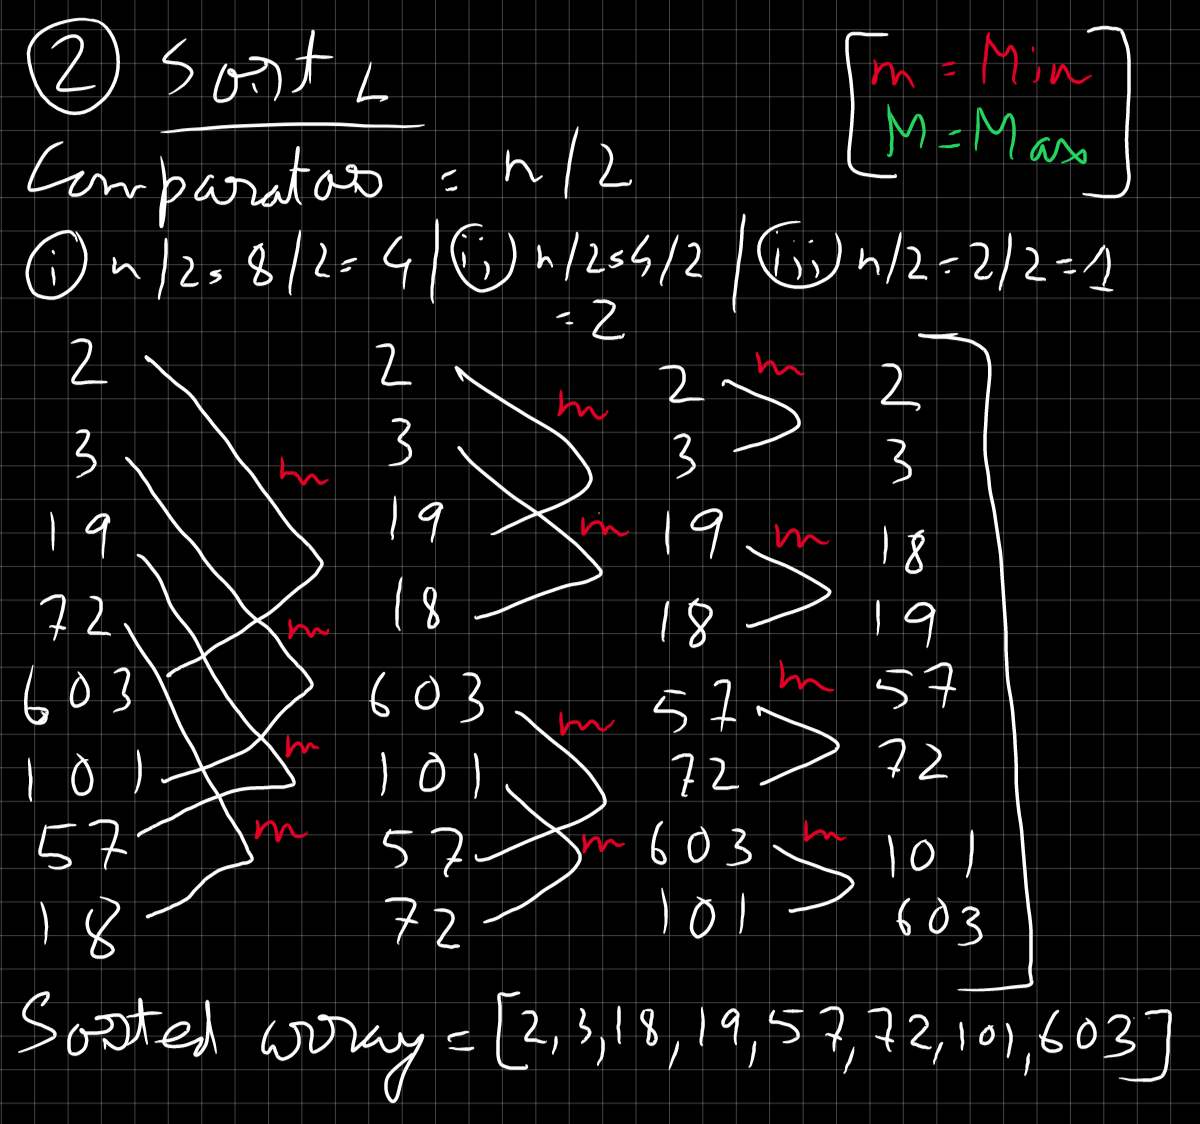 ② Sort L
[m = Min
M = Max]
Comparators = n/2
(i) n/2 = 8/2 = 4 | (ii) n/2 = 4/2 | (iii) n/2 = 2/2 = 1
= 2
2 2 2 m 2
3 3 m 3 3
m
19 19 m 19 m 18
72 18 18 19
m
603 603 57 m 57
m m
101 101 72 72
57 m 57 m 603 m 101
18 72 101 603
Sorted array = [2, 3, 18, 19, 57, 72, 101, 603]